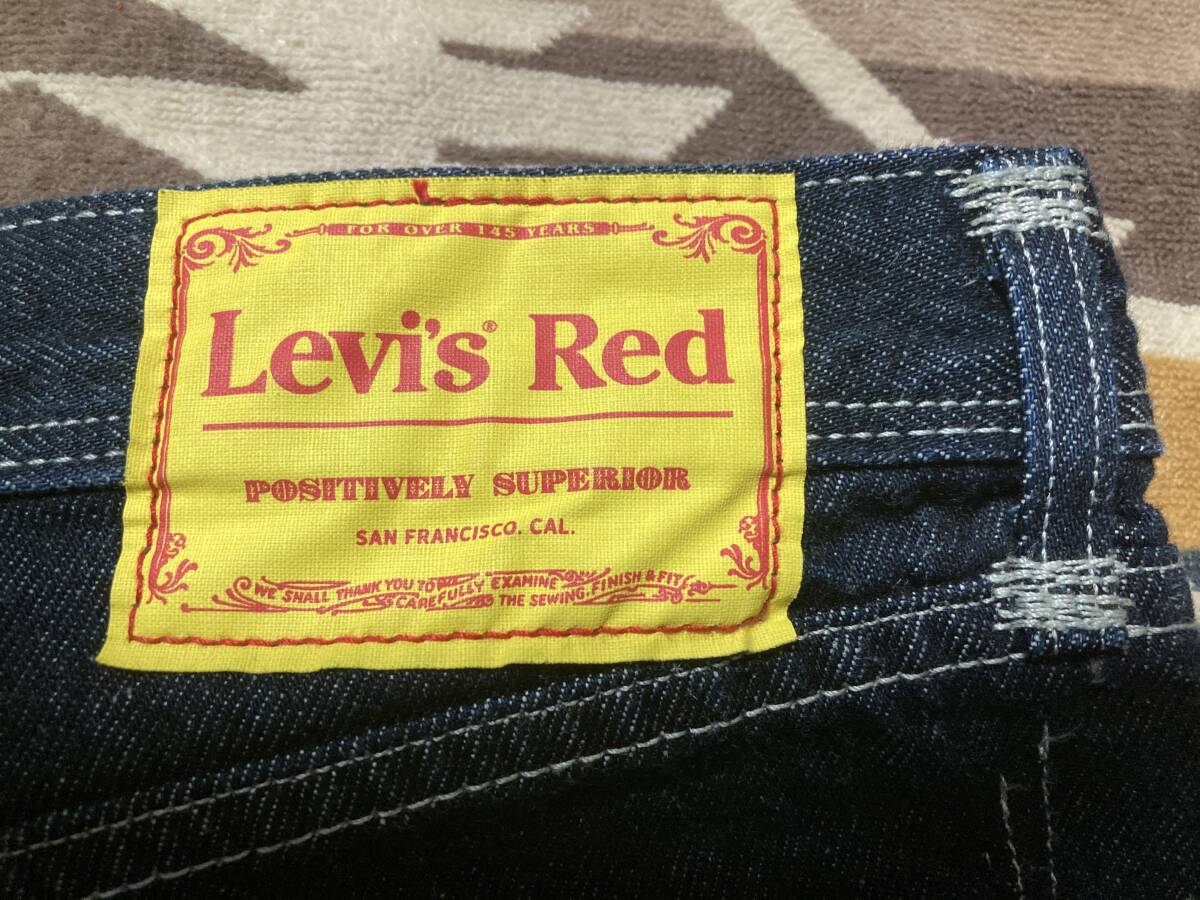 FOR OVER 145 YEARS
Levi's® Red
POSITIVELY SUPERIOR
SAN FRANCISCO. CAL.
WE SHALL THANK YOU TO CAREFULLY EXAMINE THE SEWING, FINISH & FIT